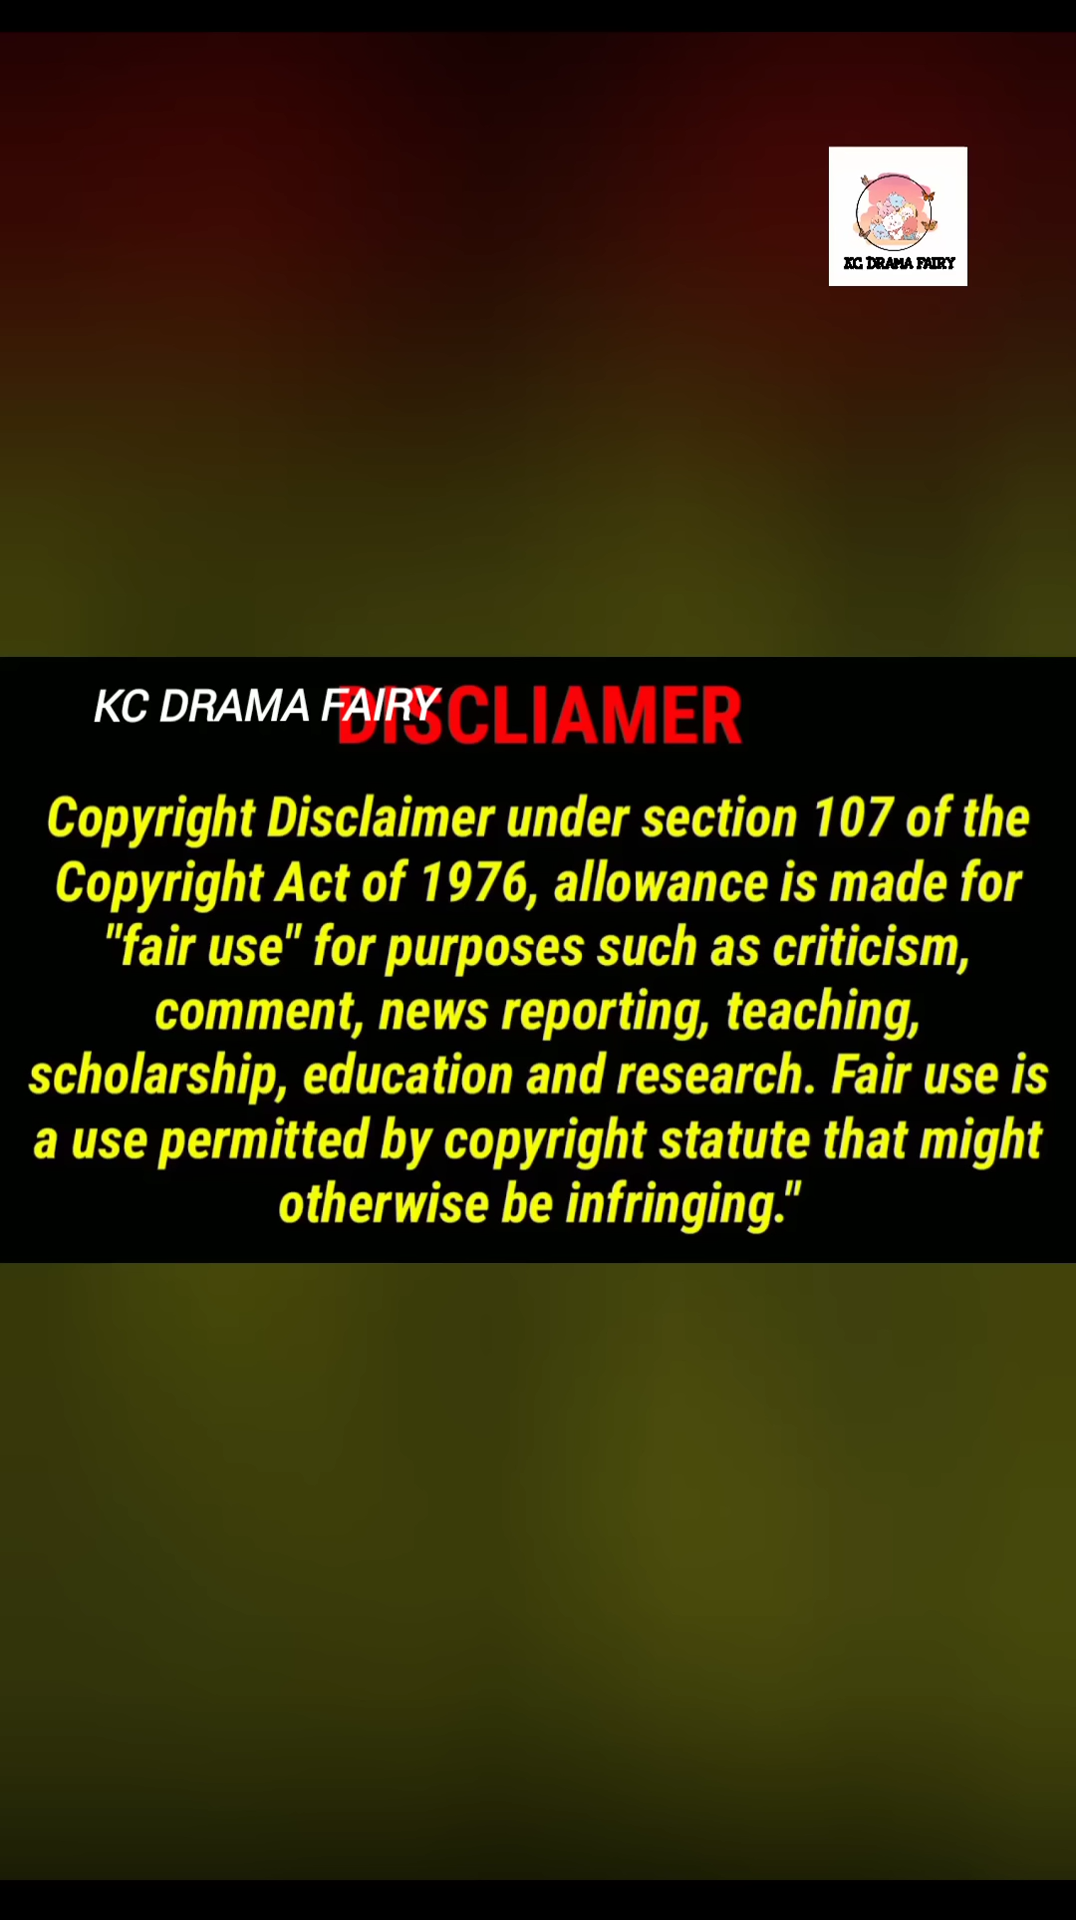 KC DRAMA FAIRY
KC DRAMA FAIRY
DISCLIAMER
Copyright Disclaimer under section 107 of the
Copyright Act of 1976, allowance is made for
"fair use" for purposes such as criticism,
comment, news reporting, teaching,
scholarship, education and research. Fair use is
a use permitted by copyright statute that might
otherwise be infringing."